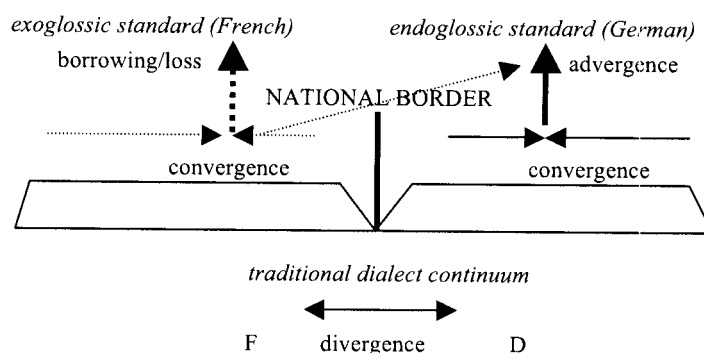 exoglossic standard (French) endoglossic standard (German)
borrowing/loss advergence
NATIONAL BORDER
convergence convergence
traditional dialect continuum
F divergence D